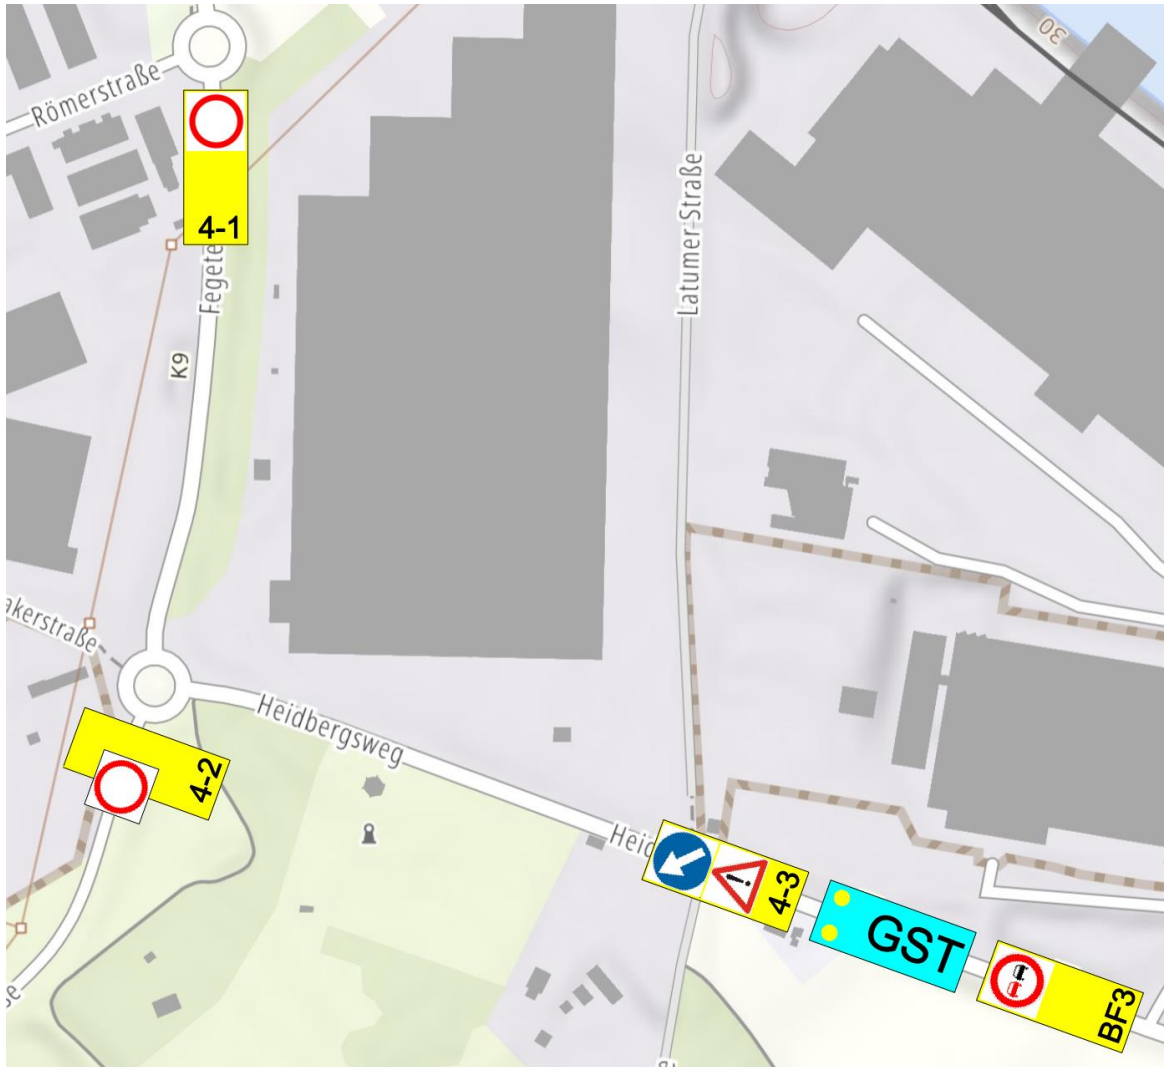 30
Römerstraße
4-1
Fegete
K9
Latumer Straße
akerstraße
Heidbergsweg
4-2
Heid
4-3
GST
BF3